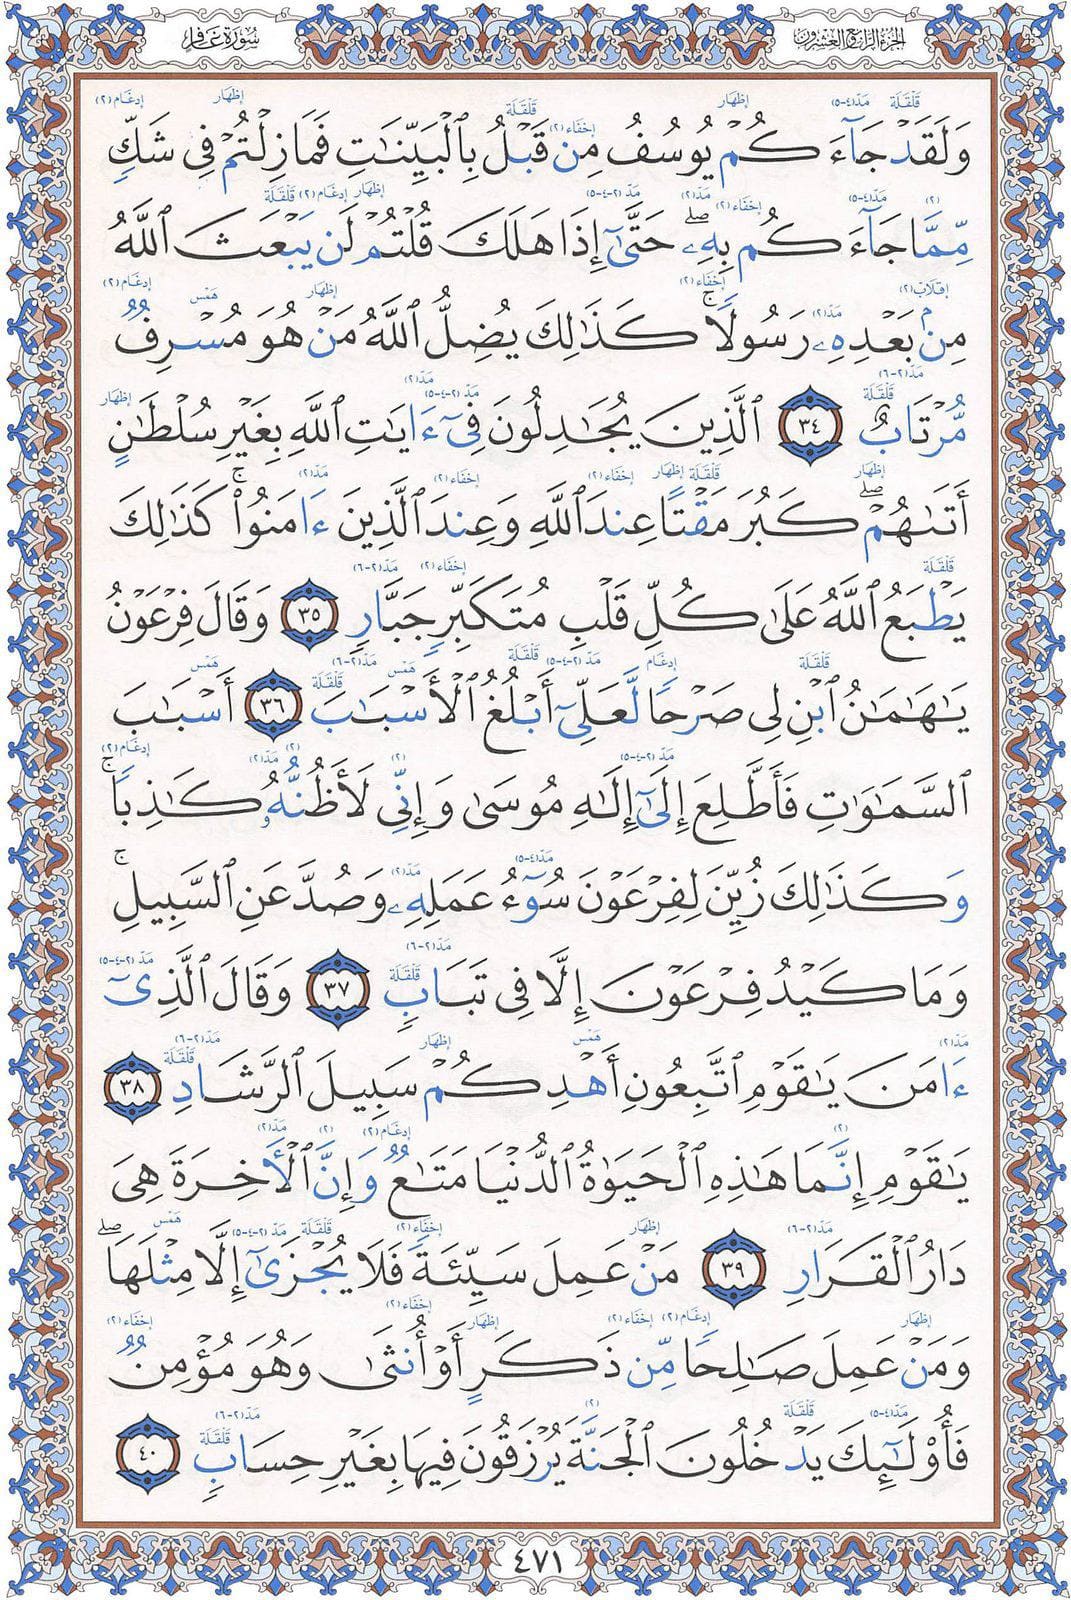 الجزء الرابع والعشرون
سورة غافر
وَلَقَدْ جَآءَكُمْ يُوسُفُ مِن قَبْلُ بِٱلْبَيِّنَـٰتِ فَمَا زِلْتُمْ فِى شَكٍّ
مِّمَّا جَآءَكُم بِهِۦ ۖ حَتَّىٰٓ إِذَا هَلَكَ قُلْتُمْ لَن يَبْعَثَ ٱللَّهُ
مِنۢ بَعْدِهِۦ رَسُولًا ۚ كَذَٰلِكَ يُضِلُّ ٱللَّهُ مَنْ هُوَ مُسْرِفٌ
مُّرْتَابٌ ٣٤ ٱلَّذِينَ يُجَـٰدِلُونَ فِىٓ ءَايَـٰتِ ٱللَّهِ بِغَيْرِ سُلْطَـٰنٍ
أَتَىٰهُمْ ۖ كَبُرَ مَقْتًا عِندَ ٱللَّهِ وَعِندَ ٱلَّذِينَ ءَامَنُوا۟ ۚ كَذَٰلِكَ
يَطْبَعُ ٱللَّهُ عَلَىٰ كُلِّ قَلْبِ مُتَكَبِّرٍ جَبَّارٍ ٣٥ وَقَالَ فِرْعَوْنُ
يَـٰهَـٰمَـٰنُ ٱبْنِ لِى صَرْحًا لَّعَلِّىٓ أَبْلُغُ ٱلْأَسْبَـٰبَ ٣٦ أَسْبَـٰبَ
ٱلسَّمَـٰوَٰتِ فَأَطَّلِعَ إِلَىٰٓ إِلَـٰهِ مُوسَىٰ وَإِنِّى لَأَظُنُّهُۥ كَـٰذِبًا ۚ
وَكَذَٰلِكَ زُيِّنَ لِفِرْعَوْنَ سُوٓءُ عَمَلِهِۦ وَصُدَّ عَنِ ٱلسَّبِيلِ ۚ
وَمَا كَيْدُ فِرْعَوْنَ إِلَّا فِى تَبَابٍ ٣٧ وَقَالَ ٱلَّذِىٓ
ءَامَنَ يَـٰقَوْمِ ٱتَّبِعُونِ أَهْدِكُمْ سَبِيلَ ٱلرَّشَادِ ٣٨
يَـٰقَوْمِ إِنَّمَا هَـٰذِهِ ٱلْحَيَوٰةُ ٱلدُّنْيَا مَتَـٰعٌ وَإِنَّ ٱلْأَخِرَةَ هِىَ
دَارُ ٱلْقَرَارِ ٣٩ مَنْ عَمِلَ سَيِّئَةً فَلَا يُجْزَىٰٓ إِلَّا مِثْلَهَا ۖ
وَمَنْ عَمِلَ صَـٰلِحًا مِّن ذَكَرٍ أَوْ أُنثَىٰ وَهُوَ مُؤْمِنٌ
فَأُو۟لَـٰٓئِكَ يَدْخُلُونَ ٱلْجَنَّةَ يُرْزَقُونَ فِيهَا بِغَيْرِ حِسَابٍ ٤٠
٤٧١